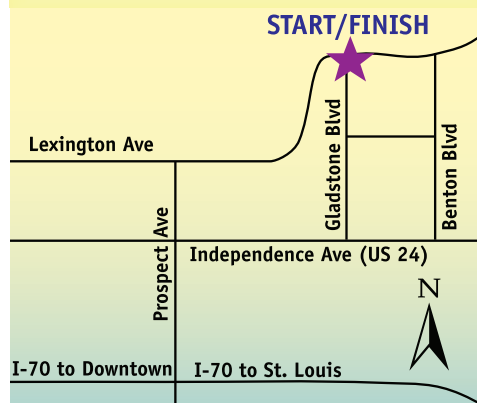 START/FINISH
Lexington Ave
Gladstone Blvd
Benton Blvd
Prospect Ave
Independence Ave (US 24)
N
I-70 to Downtown
I-70 to St. Louis